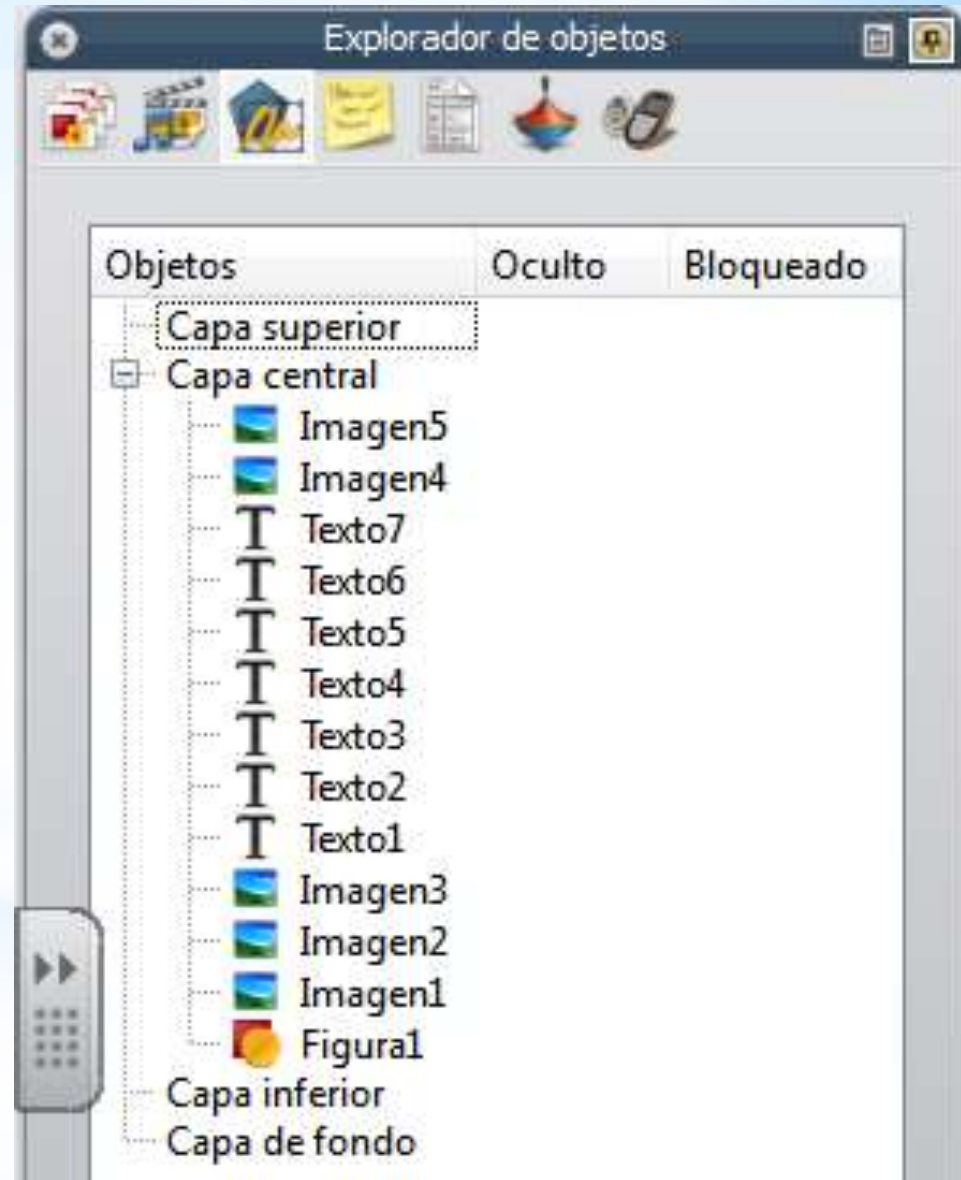 Explorador de objetos
Objetos Oculto Bloqueado
Capa superior
Capa central
Imagen5
Imagen4
Texto7
Texto6
Texto5
Texto4
Texto3
Texto2
Texto1
Imagen3
Imagen2
Imagen1
Figura1
Capa inferior
Capa de fondo